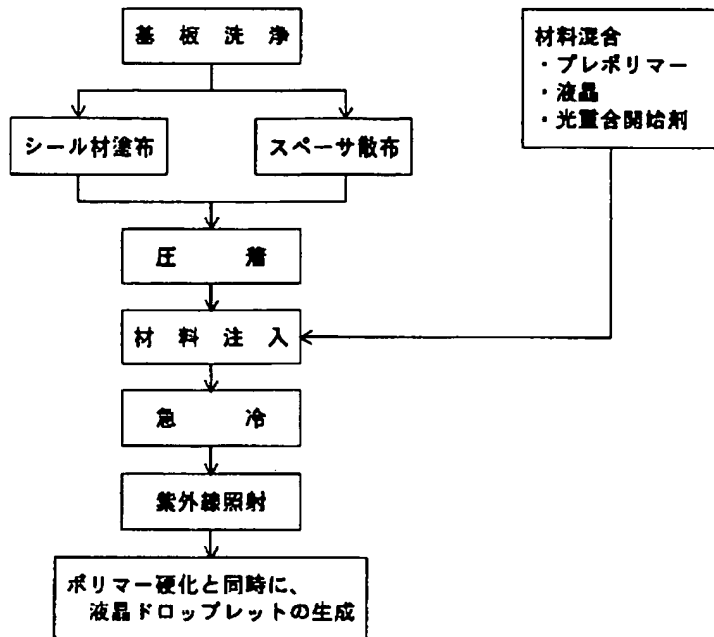 基板洗浄
材料混合
・プレポリマー
・液晶
・光重合開始剤
シール材塗布
スペーサ散布
圧着
材料注入
急冷
紫外線照射
ポリマー硬化と同時に、
液晶ドロップレットの生成